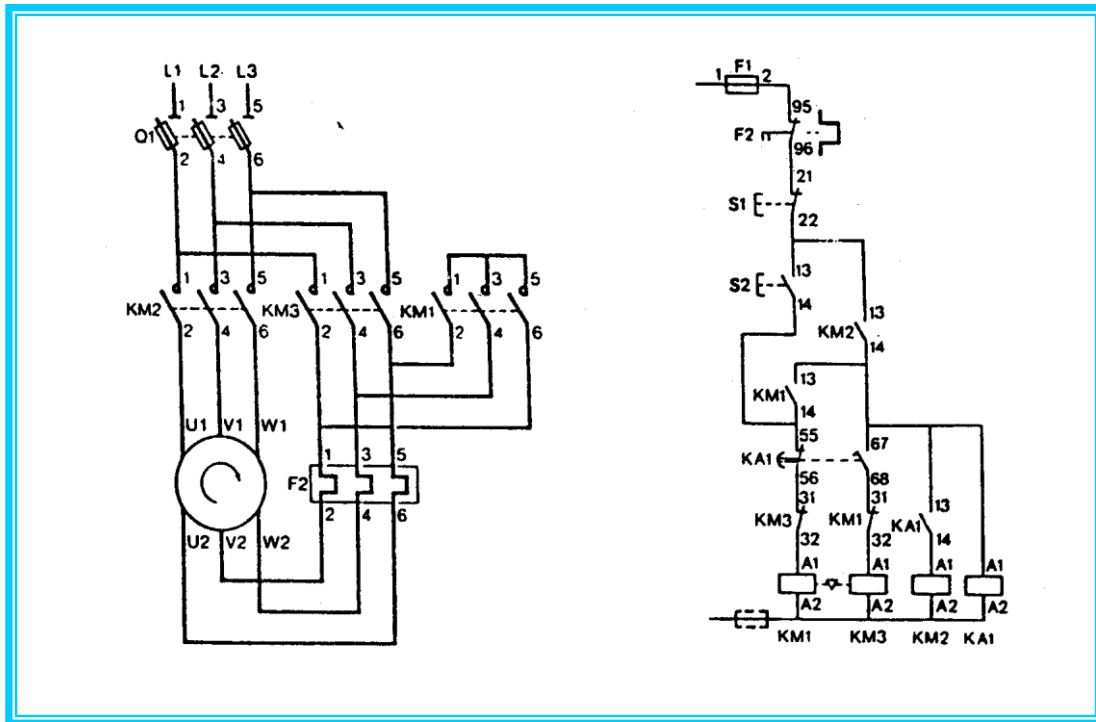 L1 L2 L3
1 3 5
Q1
2 4 6
1 3 5 1 3 5 1 3 5
KM2 KM3 KM1
2 4 6 2 4 6 2 4 6
U1 V1 W1
1 3 5
F2
2 4 6
U2 V2 W2
F1
1 2
95
F2
96
21
S1
22
13
S2
14
13
KM2
14
13
KM1
14
55 67
KA1
56 68
31 31
KM3 KM1
32 32
13
KA1
14
A1 A1 A1 A1
A2 A2 A2 A2
KM1 KM3 KM2 KA1